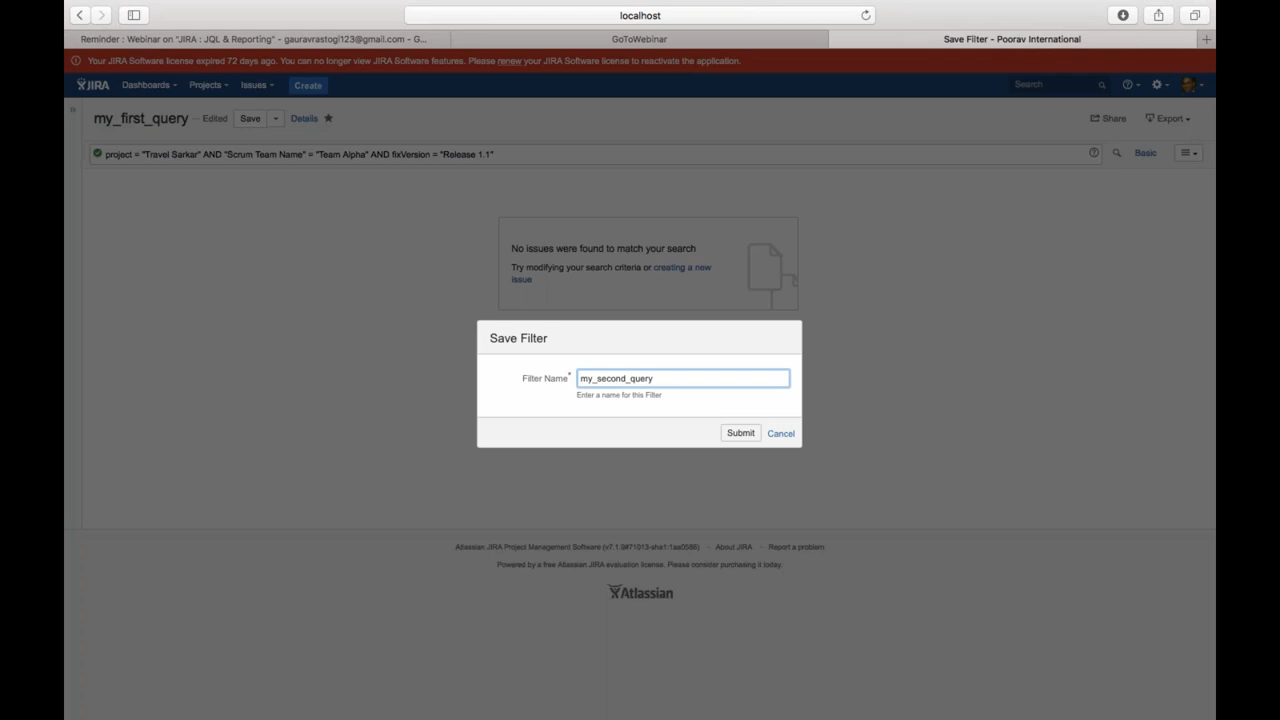 localhost
Reminder : Webinar on "JIRA : JQL & Reporting" - gauravrastogi123@gmail.com - G...
GoToWebinar
Save Filter - Poorav International
Your JIRA Software license expired 72 days ago. You can no longer view JIRA Software features. Please renew your JIRA Software license to reactivate the application.
JIRA Dashboards Projects Issues Create Search
my_first_query — Edited Save Details Share Export
project = "Travel Sarkar" AND "Scrum Team Name" = "Team Alpha" AND fixVersion = "Release 1.1" Basic
No issues were found to match your search
Try modifying your search criteria or creating a new
issue
Save Filter
Filter Name* my_second_query
Enter a name for this Filter
Submit Cancel
Atlassian JIRA Project Management Software (v7.1.9#71013-sha1:1aa0586) · About JIRA · Report a problem
Powered by a free Atlassian JIRA evaluation license. Please consider purchasing it today.
Atlassian